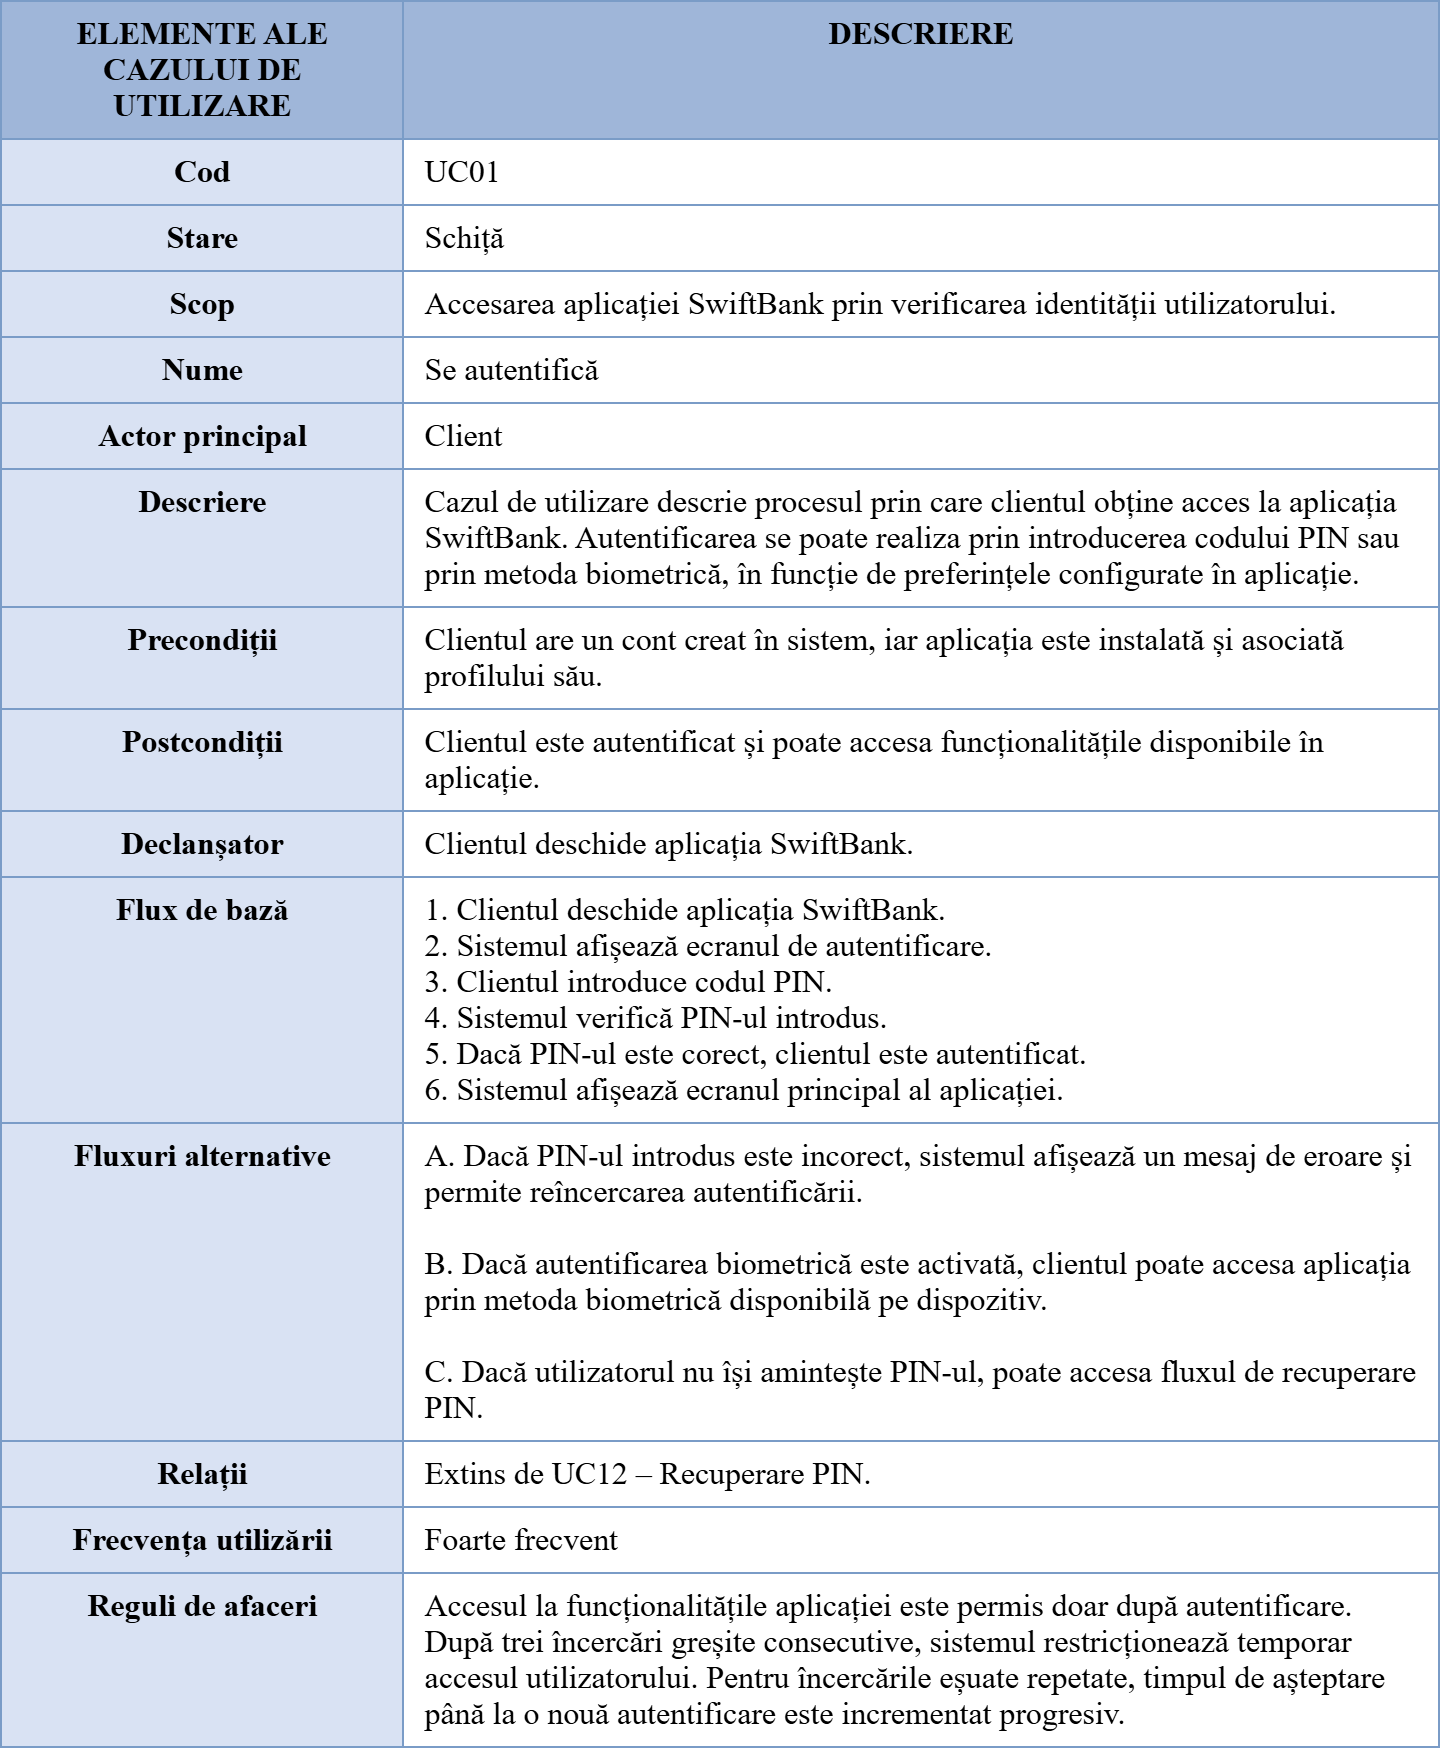 ELEMENTE ALE
CAZULUI DE
UTILIZARE
DESCRIERE
Cod
UC01
Stare
Schiță
Scop
Accesarea aplicației SwiftBank prin verificarea identității utilizatorului.
Nume
Se autentifică
Actor principal
Client
Descriere
Cazul de utilizare descrie procesul prin care clientul obține acces la aplicația
SwiftBank. Autentificarea se poate realiza prin introducerea codului PIN sau
prin metoda biometrică, în funcție de preferințele configurate în aplicație.
Precondiții
Clientul are un cont creat în sistem, iar aplicația este instalată și asociată
profilului său.
Postcondiții
Clientul este autentificat și poate accesa funcționalitățile disponibile în
aplicație.
Declanșator
Clientul deschide aplicația SwiftBank.
Flux de bază
1. Clientul deschide aplicația SwiftBank.
2. Sistemul afișează ecranul de autentificare.
3. Clientul introduce codul PIN.
4. Sistemul verifică PIN-ul introdus.
5. Dacă PIN-ul este corect, clientul este autentificat.
6. Sistemul afișează ecranul principal al aplicației.
Fluxuri alternative
A. Dacă PIN-ul introdus este incorect, sistemul afișează un mesaj de eroare și
permite reîncercarea autentificării.
B. Dacă autentificarea biometrică este activată, clientul poate accesa aplicația
prin metoda biometrică disponibilă pe dispozitiv.
C. Dacă utilizatorul nu își amintește PIN-ul, poate accesa fluxul de recuperare
PIN.
Relații
Extins de UC12 – Recuperare PIN.
Frecvența utilizării
Foarte frecvent
Reguli de afaceri
Accesul la funcționalitățile aplicației este permis doar după autentificare.
După trei încercări greșite consecutive, sistemul restricționează temporar
accesul utilizatorului. Pentru încercările eșuate repetate, timpul de așteptare
până la o nouă autentificare este incrementat progresiv.